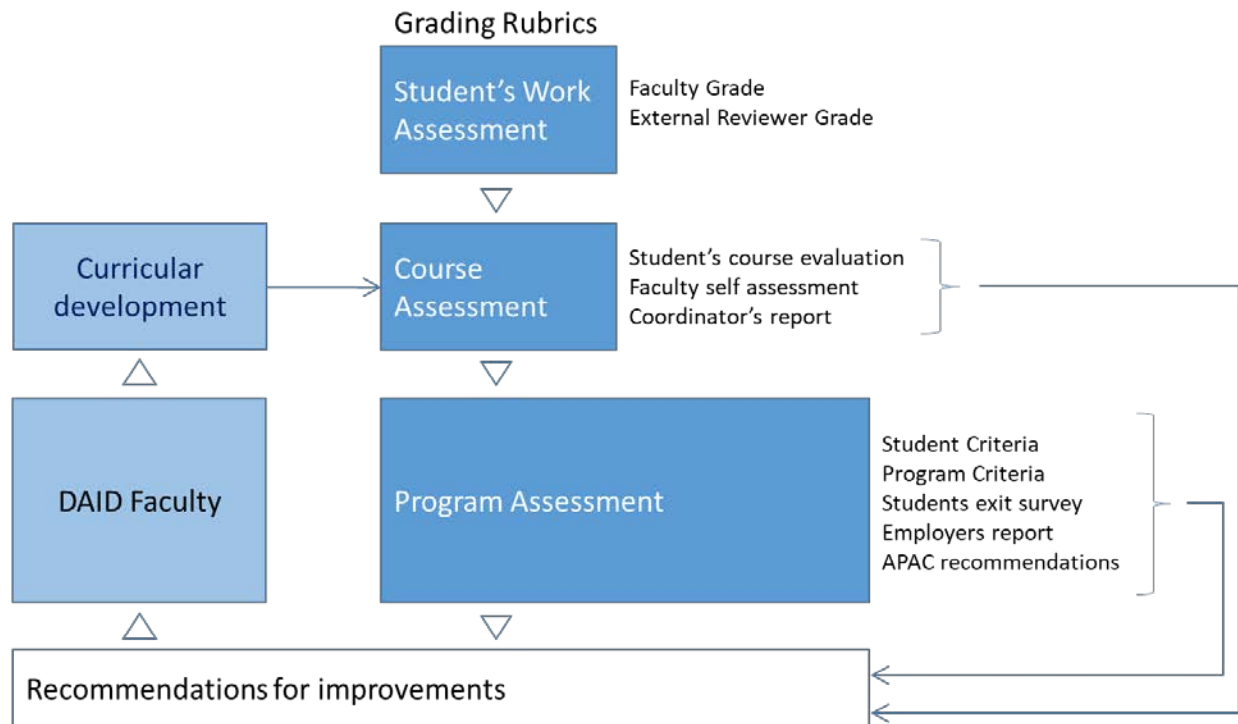 Grading Rubrics
Student's Work
Assessment
Faculty Grade
External Reviewer Grade
Curricular
development
Course
Assessment
Student's course evaluation
Faculty self assessment
Coordinator's report
DAID Faculty
Program Assessment
Student Criteria
Program Criteria
Students exit survey
Employers report
APAC recommendations
Recommendations for improvements